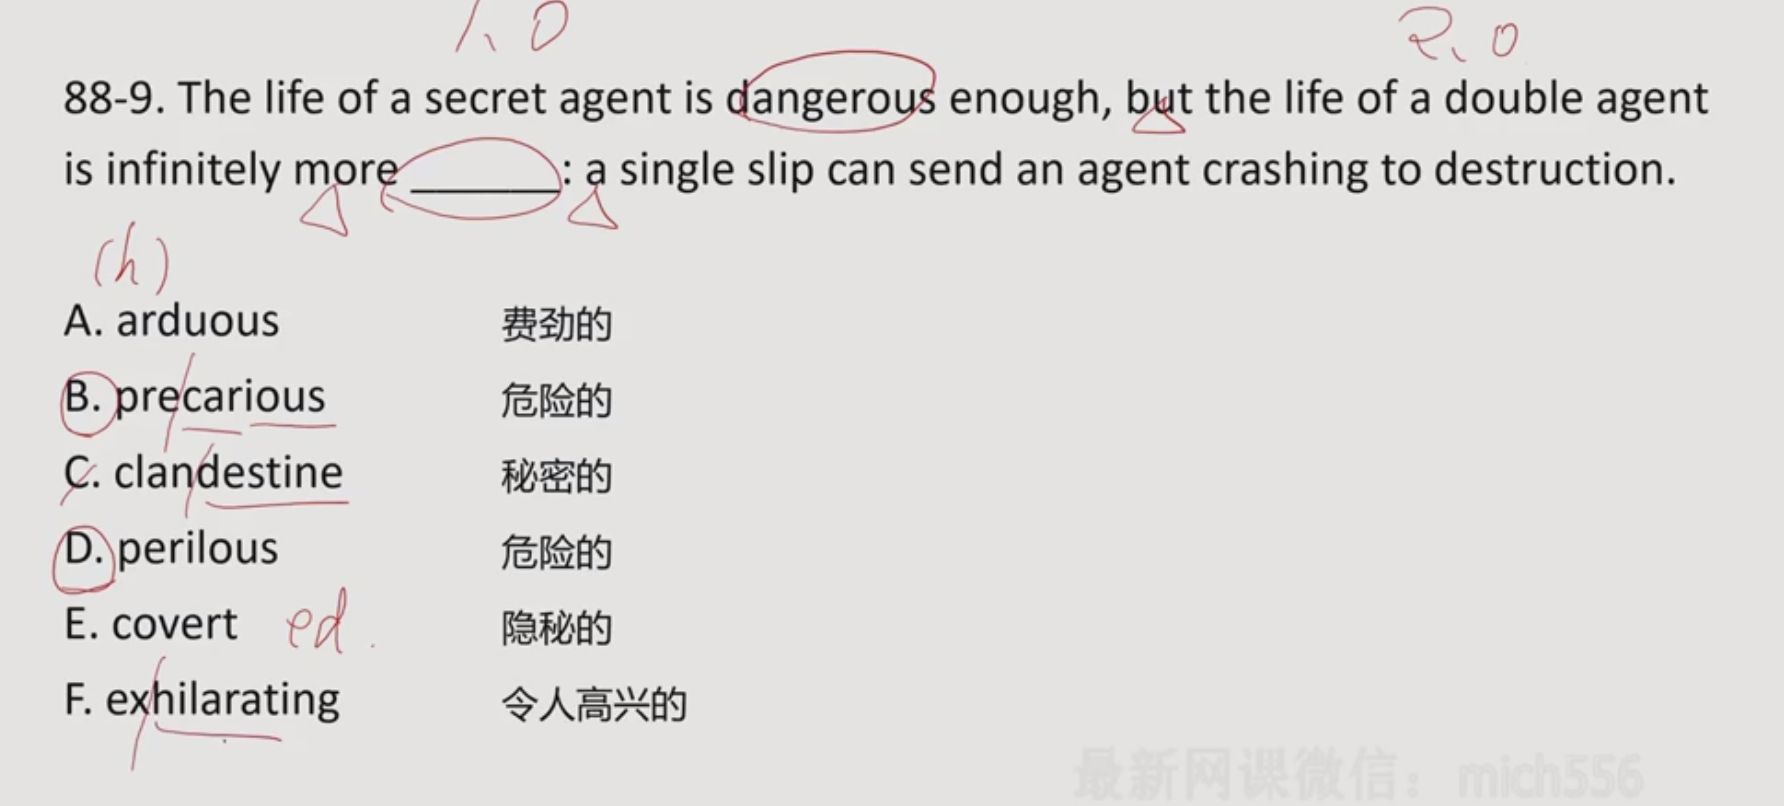 1、0 2、0
88-9. The life of a secret agent is dangerous enough, but the life of a double agent
is infinitely more ______: a single slip can send an agent crashing to destruction.
(h)
A. arduous 费劲的
B. precarious 危险的
C. clandestine 秘密的
D. perilous 危险的
E. covert ed. 隐秘的
F. exhilarating 令人高兴的
最新网课微信：mich556